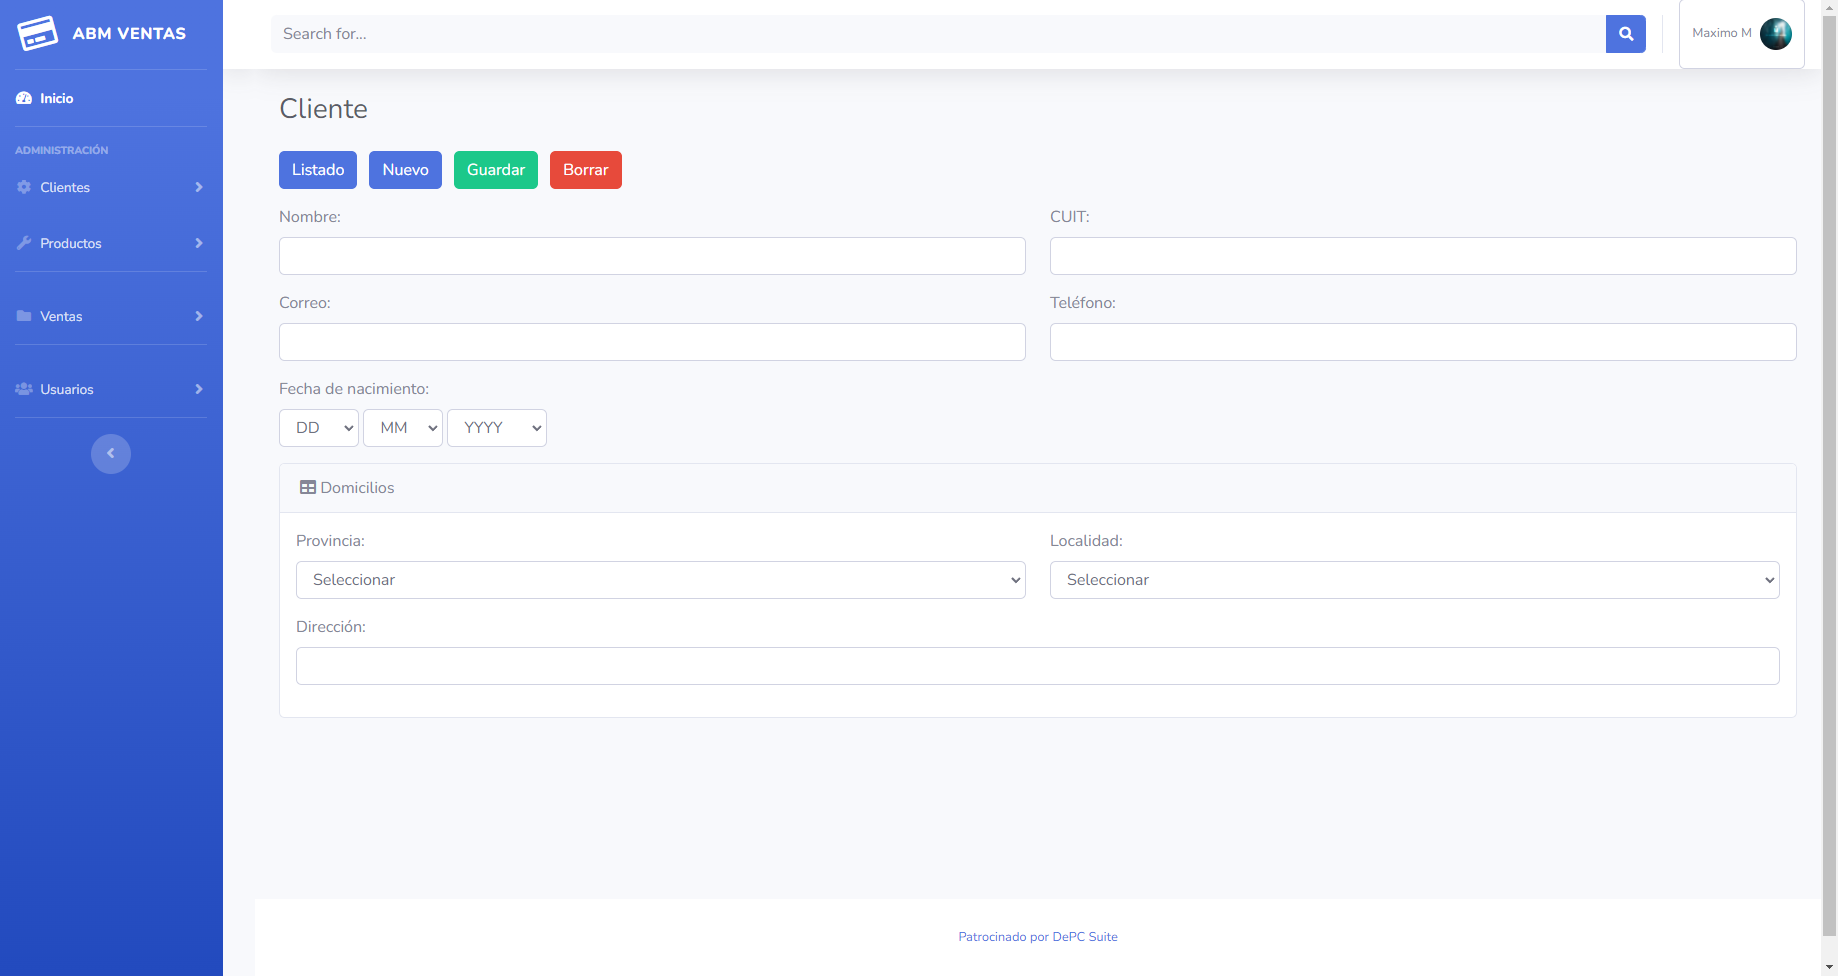 ABM VENTAS
Search for...
Maximo M
Inicio
ADMINISTRACIÓN
Clientes
Productos
Ventas
Usuarios
Cliente
Listado Nuevo Guardar Borrar
Nombre: CUIT:
Correo: Teléfono:
Fecha de nacimiento:
DD MM YYYY
Domicilios
Provincia: Localidad:
Seleccionar Seleccionar
Dirección:
Patrocinado por DePC Suite